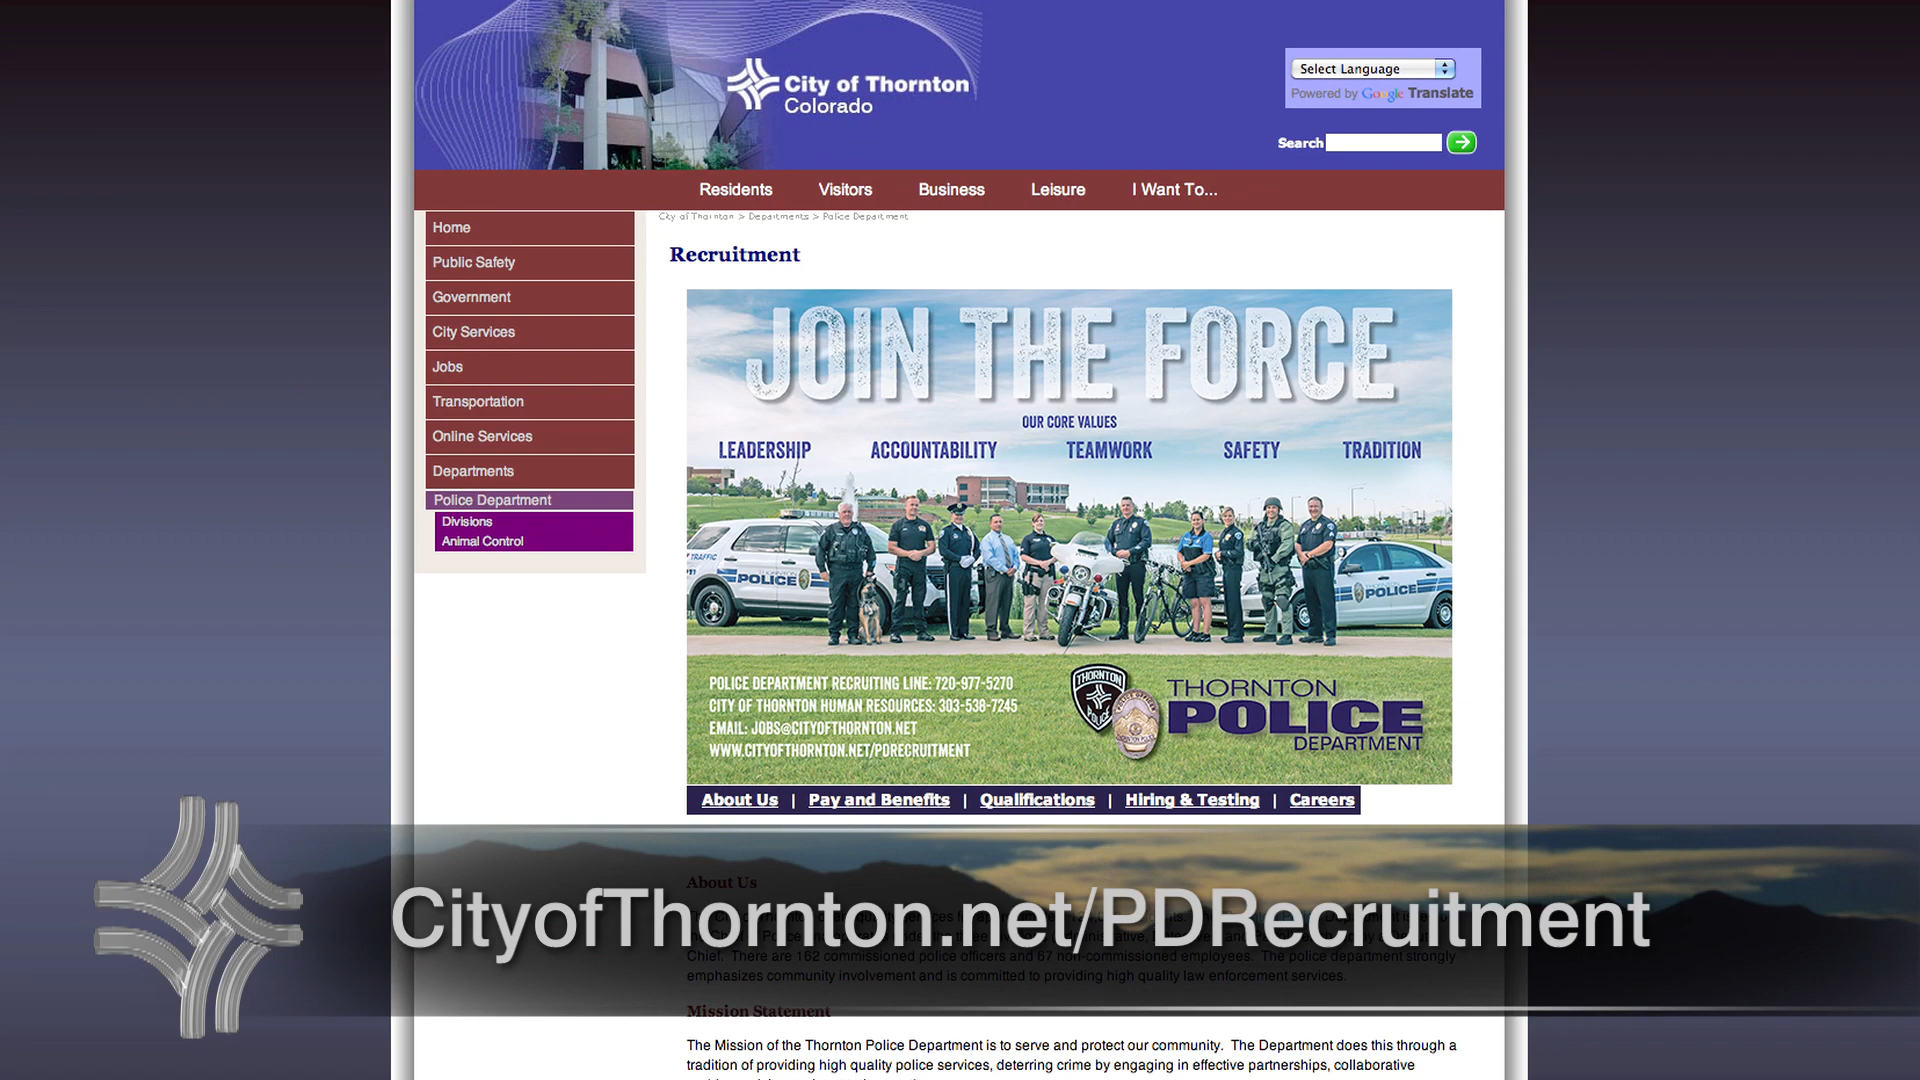 City of Thornton
Colorado
Select Language
Powered by Google Translate
Search
Residents Visitors Business Leisure I Want To...
City of Thornton > Departments > Police Department
Home
Public Safety
Government
City Services
Jobs
Transportation
Online Services
Departments
Police Department
Divisions
Animal Control
Recruitment
JOIN THE FORCE
OUR CORE VALUES
LEADERSHIP ACCOUNTABILITY TEAMWORK SAFETY TRADITION
TRAFFIC
THORNTON
POLICE
POLICE
POLICE DEPARTMENT RECRUITING LINE: 720-977-5270
CITY OF THORNTON HUMAN RESOURCES: 303-538-7245
EMAIL: JOBS@CITYOFTHORNTON.NET
WWW.CITYOFTHORNTON.NET/PDRECRUITMENT
THORNTON
POLICE
THORNTON
POLICE
DEPARTMENT
About Us | Pay and Benefits | Qualifications | Hiring & Testing | Careers
About Us
CityofThornton.net/PDRecruitment
Chief. There are 162 commissioned police officers and 67 non-commissioned employees. The police department strongly
emphasizes community involvement and is committed to providing high quality law enforcement services.
Mission Statement
The Mission of the Thornton Police Department is to serve and protect our community. The Department does this through a
tradition of providing high quality police services, deterring crime by engaging in effective partnerships, collaborative